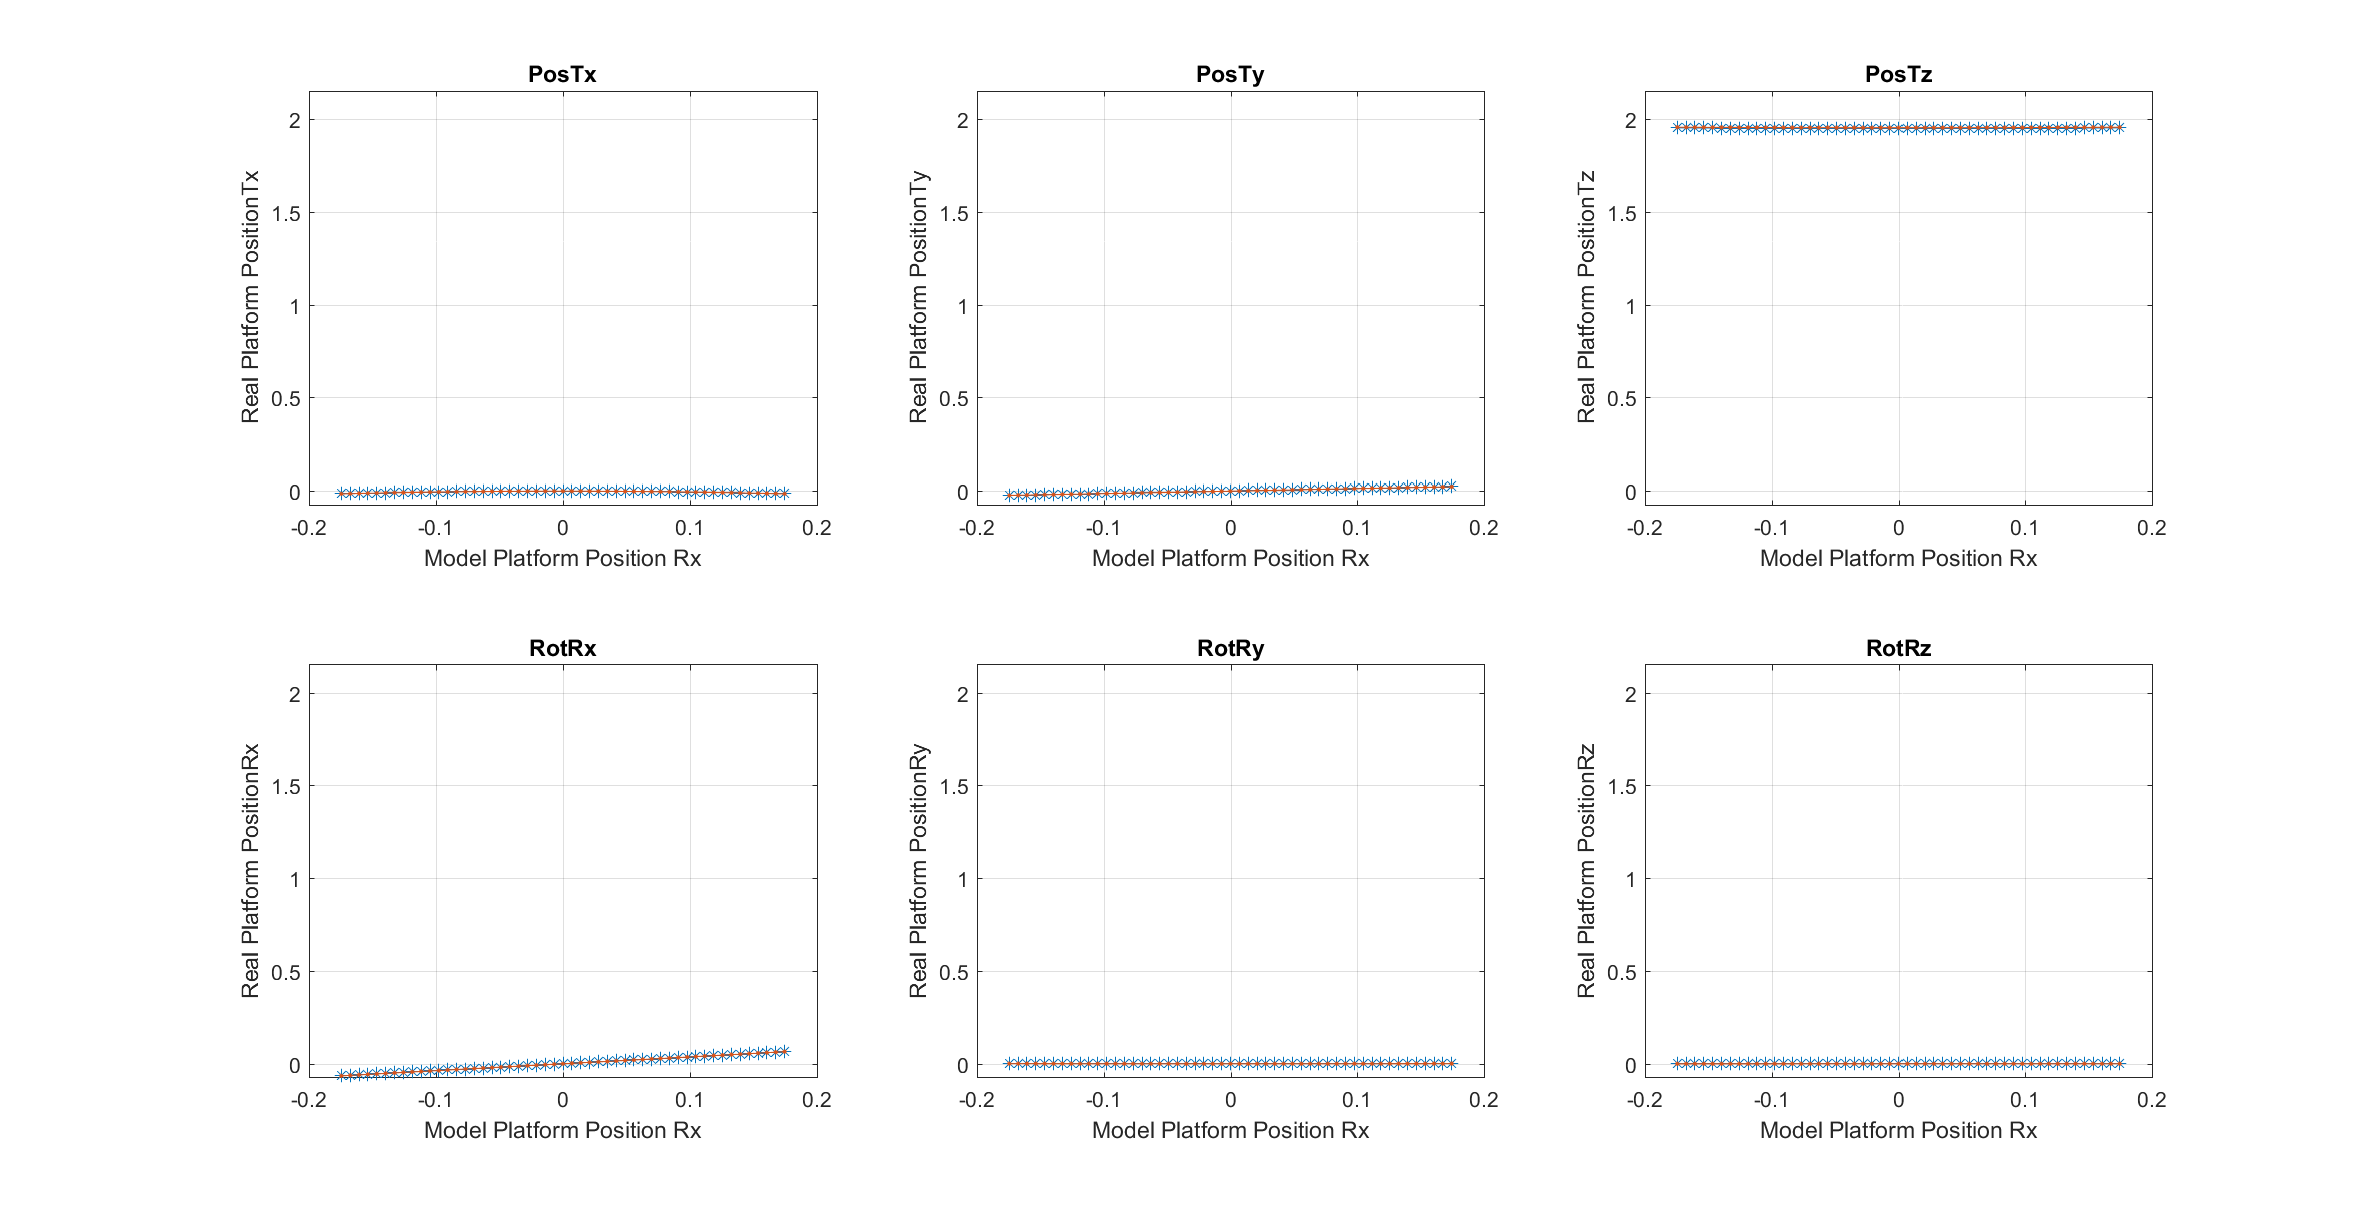 PosTx
2
1.5
1
0.5
0
Real Platform PositionTx
-0.2 -0.1 0 0.1 0.2
Model Platform Position Rx
PosTy
2
1.5
1
0.5
0
Real Platform PositionTy
-0.2 -0.1 0 0.1 0.2
Model Platform Position Rx
PosTz
2
1.5
1
0.5
0
Real Platform PositionTz
-0.2 -0.1 0 0.1 0.2
Model Platform Position Rx
RotRx
2
1.5
1
0.5
0
Real Platform PositionRx
-0.2 -0.1 0 0.1 0.2
Model Platform Position Rx
RotRy
2
1.5
1
0.5
0
Real Platform PositionRy
-0.2 -0.1 0 0.1 0.2
Model Platform Position Rx
RotRz
2
1.5
1
0.5
0
Real Platform PositionRz
-0.2 -0.1 0 0.1 0.2
Model Platform Position Rx